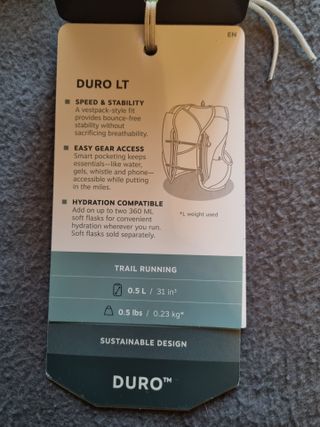 EN
DURO LT
SPEED & STABILITY
A vestpack-style fit
provides bounce-free
stability without
sacrificing breathability.
EASY GEAR ACCESS
Smart pocketing keeps
essentials—like water,
gels, whistle and phone—
accessible while putting
in the miles.
HYDRATION COMPATIBLE
Add on up to two 360 ML
soft flasks for convenient
hydration wherever you run.
Soft flasks sold separately.
*L weight used
TRAIL RUNNING
0.5 L / 31 in³
0.5 lbs / 0.23 kg*
SUSTAINABLE DESIGN
DURO™